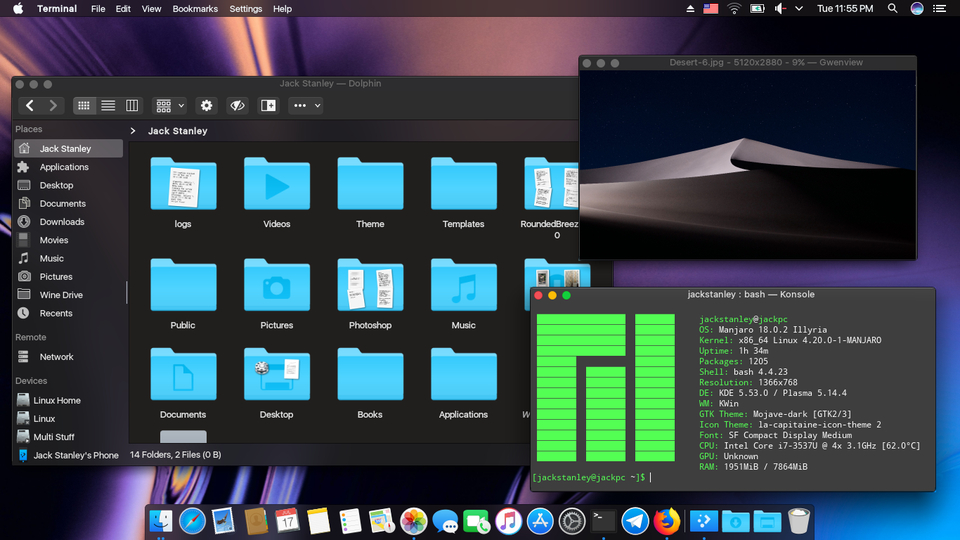 Terminal File Edit View Bookmarks Settings Help
Tue 11:55 PM
Jack Stanley — Dolphin
Places
Jack Stanley
Applications
Desktop
Documents
Downloads
Movies
Music
Pictures
Wine Drive
Recents
Remote
Network
Devices
Linux Home
Linux
Multi Stuff
Jack Stanley's Phone
Jack Stanley
logs
Videos
Theme
Templates
RoundedBreez
0
Public
Pictures
Photoshop
Music
Documents
Desktop
Books
Applications
14 Folders, 2 Files (0 B)
Desert-6.jpg - 5120x2880 - 9% — Gwenview
jackstanley : bash — Konsole
jackstanley@jackpc
OS: Manjaro 18.0.2 Illyria
Kernel: x86_64 Linux 4.20.0-1-MANJARO
Uptime: 1h 34m
Packages: 1205
Shell: bash 4.4.23
Resolution: 1366x768
DE: KDE 5.53.0 / Plasma 5.14.4
WM: KWin
GTK Theme: Mojave-dark [GTK2/3]
Icon Theme: la-capitaine-icon-theme 2
Font: SF Compact Display Medium
CPU: Intel Core i7-3537U @ 4x 3.1GHz [62.0°C]
GPU: Unknown
RAM: 1951MiB / 7864MiB
[jackstanley@jackpc ~]$
17